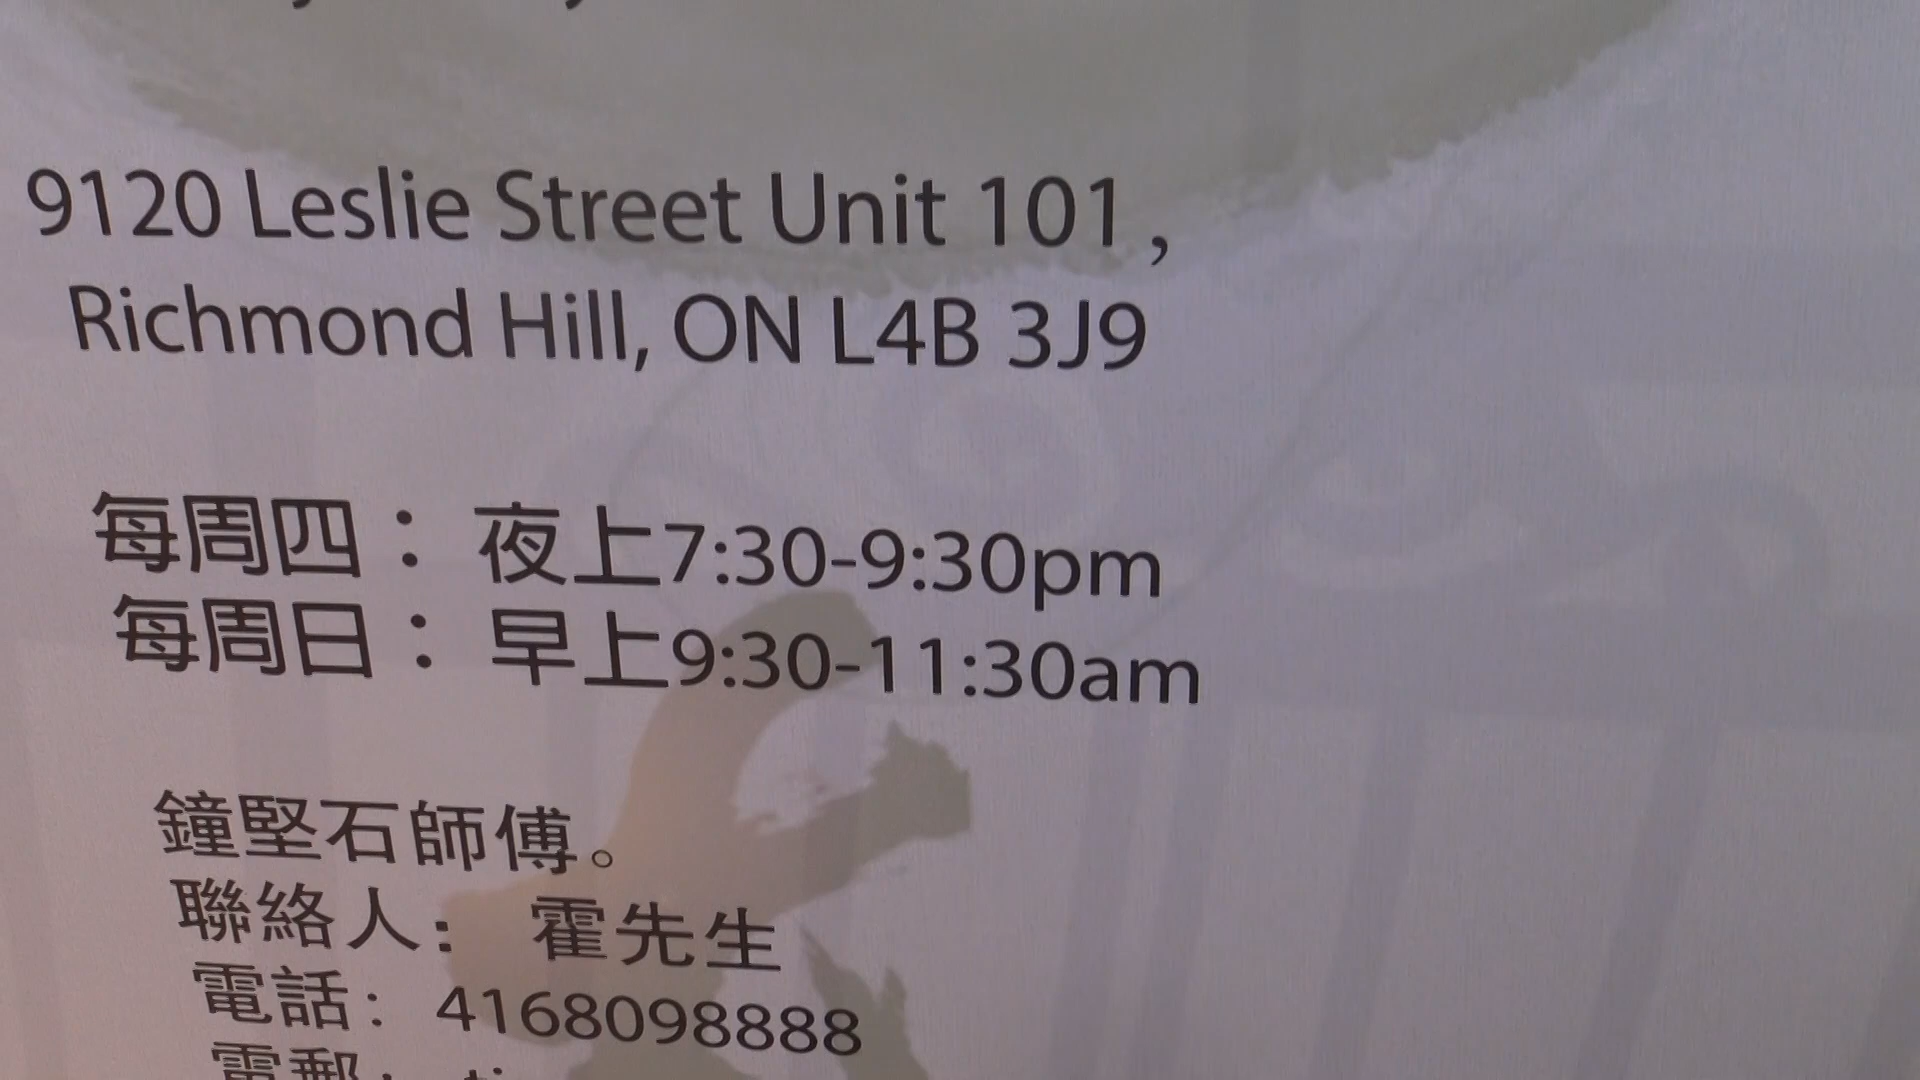 9120 Leslie Street Unit 101 ,
Richmond Hill, ON L4B 3J9
每周四： 夜上7:30-9:30pm
每周日： 早上9:30-11:30am
鐘堅石師傅。
聯絡人： 霍先生
電話： 4168098888
電郵：